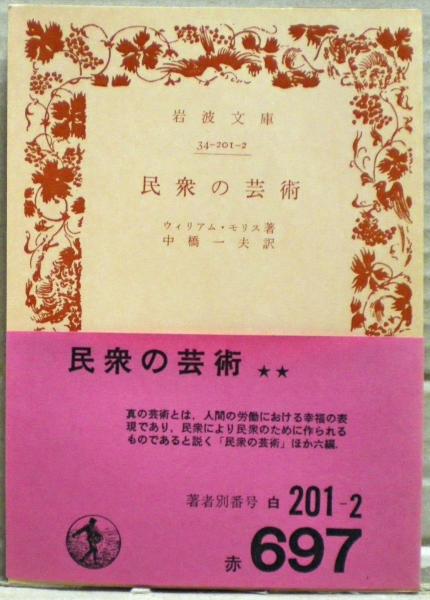 岩波文庫
34-201-2
民衆の芸術
ウィリアム・モリス著
中橋一夫訳
民衆の芸術 ★★
真の芸術とは，人間の労働における幸福の表
現であり，民衆により民衆のために作られる
ものであると説く「民衆の芸術」ほか六編．
著者別番号 白 201-2
赤 697